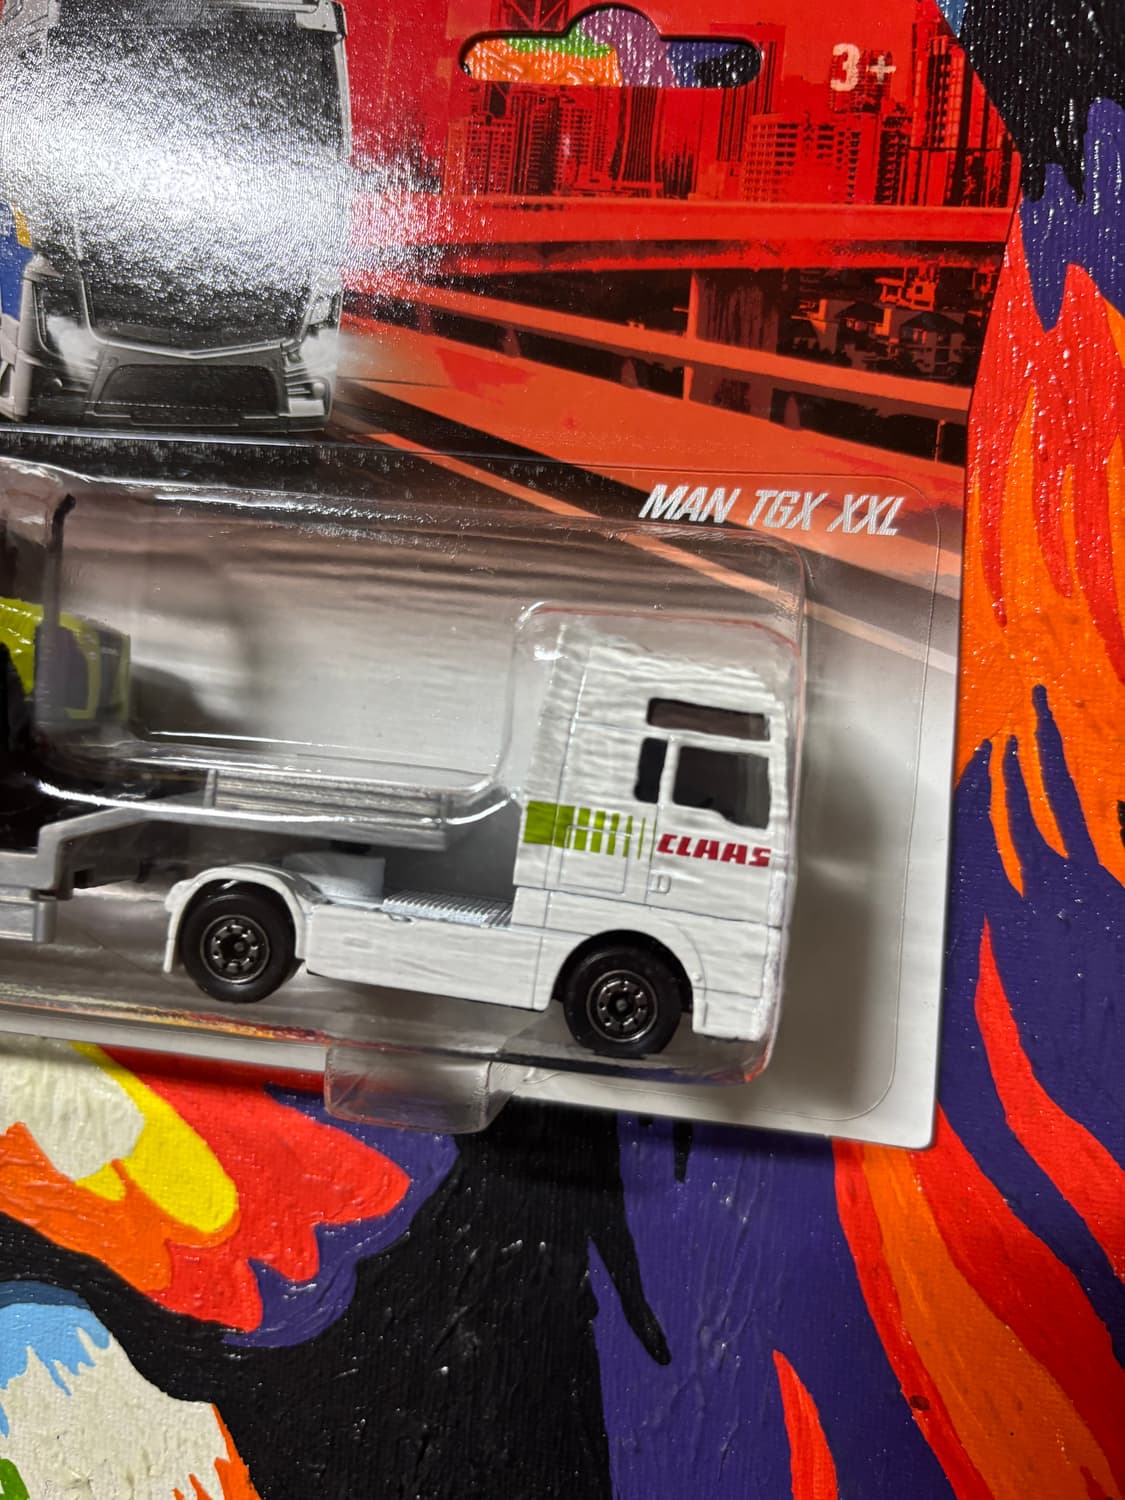 3+
MAN TGX XXL
CLAAS